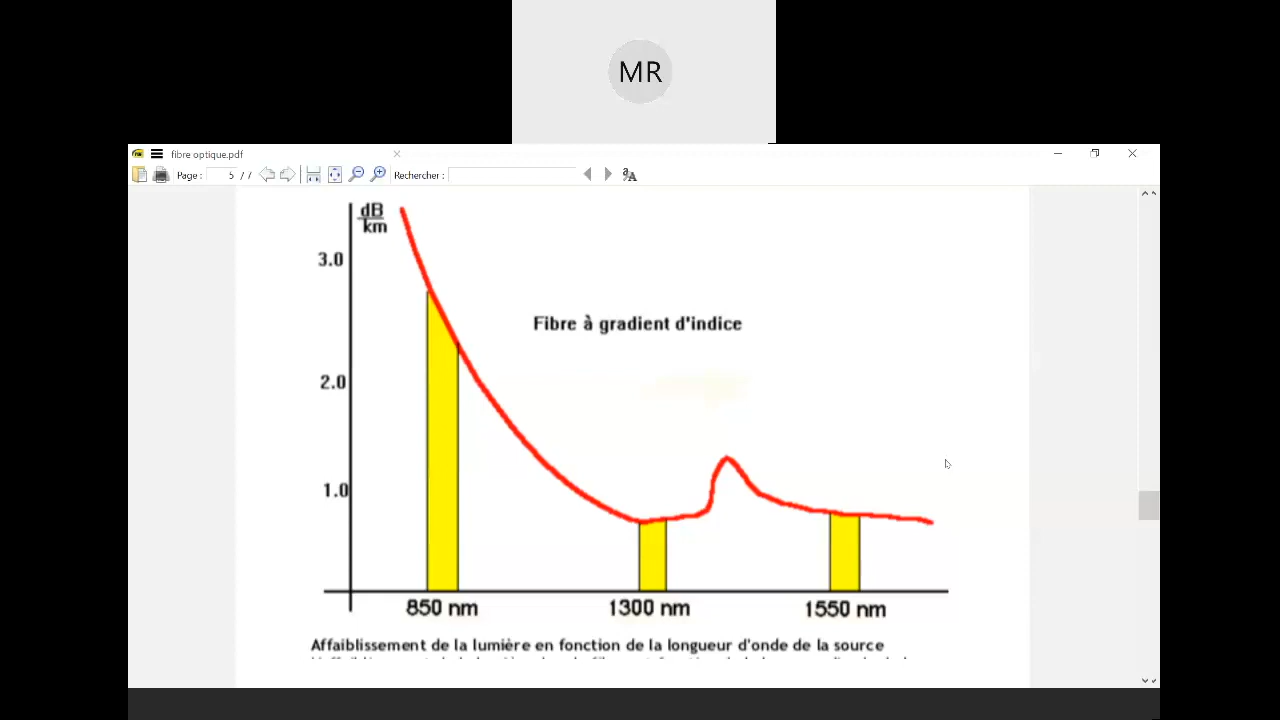 MR
fibre optique.pdf
Page : 5 / 7 Rechercher :
dB
km
3.0
Fibre à gradient d'indice
2.0
1.0
850 nm 1300 nm 1550 nm
Affaiblissement de la lumière en fonction de la longueur d'onde de la source